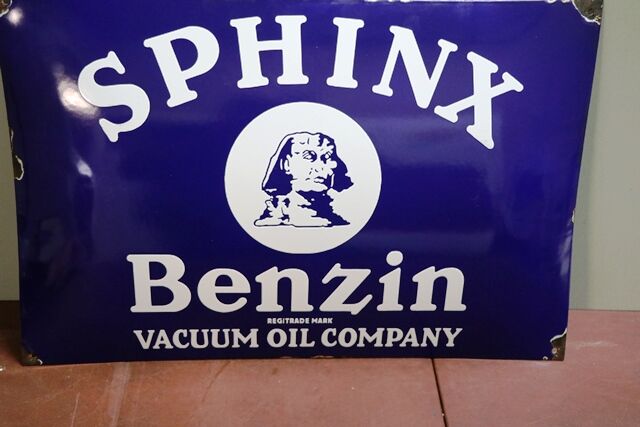 SPHINX
Benzin
REGITRADE MARK
VACUUM OIL COMPANY